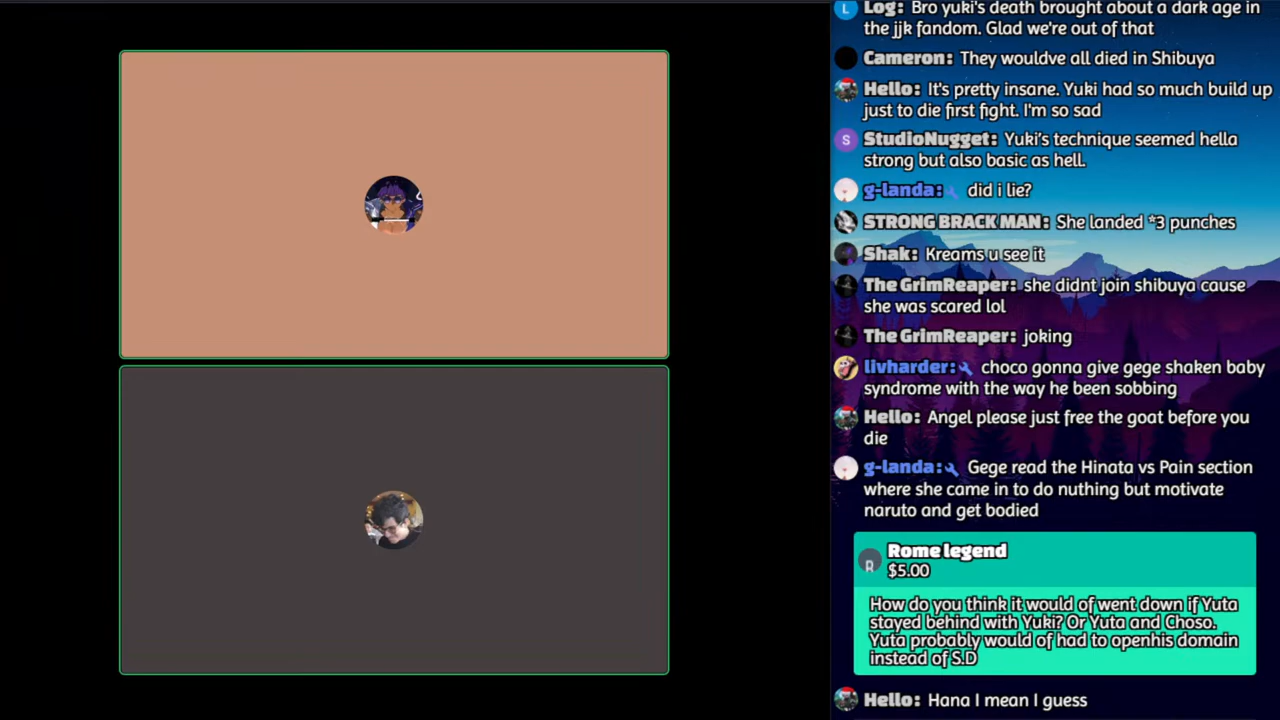 L Log: Bro yuki's death brought about a dark age in
the jjk fandom. Glad we're out of that
Cameron: They wouldve all died in Shibuya
Hello: It's pretty insane. Yuki had so much build up
just to die first fight. I'm so sad
S StudioNugget: Yuki's technique seemed hella
strong but also basic as hell.
g-landa: did i lie?
STRONG BRACK MAN: She landed *3 punches
Shak: Kreams u see it
The GrimReaper: she didnt join shibuya cause
she was scared lol
The GrimReaper: joking
livharder: choco gonna give gege shaken baby
syndrome with the way he been sobbing
Hello: Angel please just free the goat before you
die
g-landa: Gege read the Hinata vs Pain section
where she came in to do nuthing but motivate
naruto and get bodied
R Rome legend
$5.00
How do you think it would of went down if Yuta
stayed behind with Yuki? Or Yuta and Choso.
Yuta probably would of had to openhis domain
instead of S.D
Hello: Hana I mean I guess